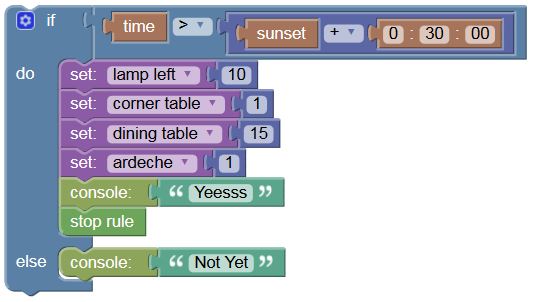 if time > sunset + 0 : 30 : 00
do set: lamp left 10
set: corner table 1
set: dining table 15
set: ardeche 1
console: “ Yeesss ”
stop rule
else console: “ Not Yet ”